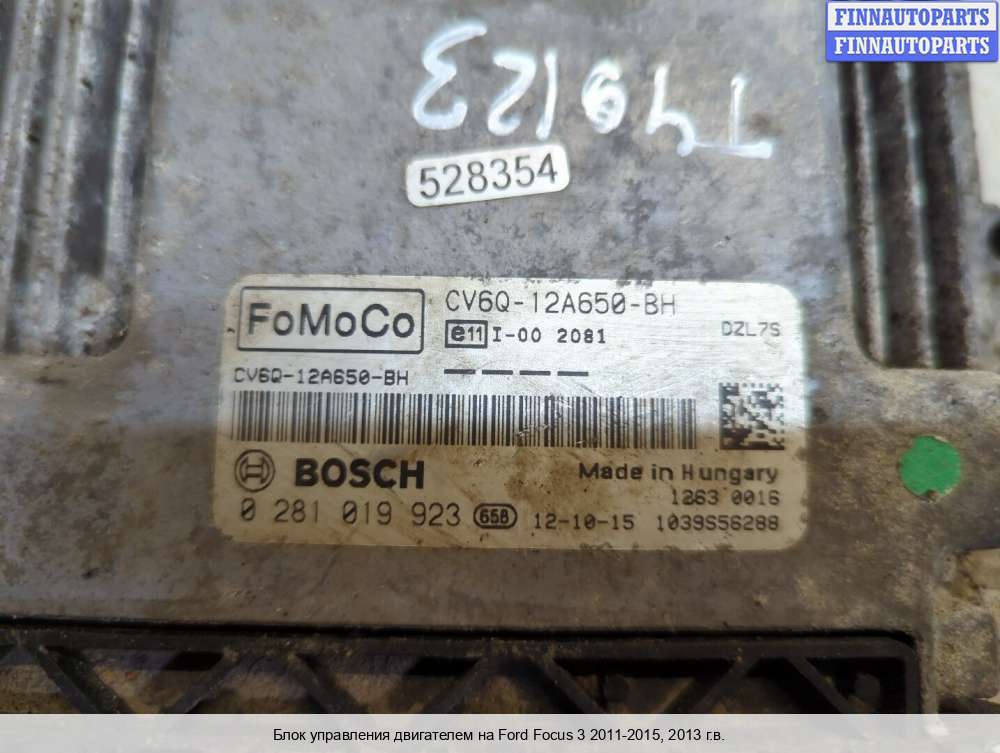 FINNAUTOPARTS
FINNAUTOPARTS
T49123
528354
FoMoCo
CV6Q-12A650-BH
e11 I-00 2081
DZL7S
CV6Q-12A650-BH
BOSCH
Made in Hungary
1263 0016
0 281 019 923 658 12-10-15 1039S56288
Блок управления двигателем на Ford Focus 3 2011-2015, 2013 г.в.